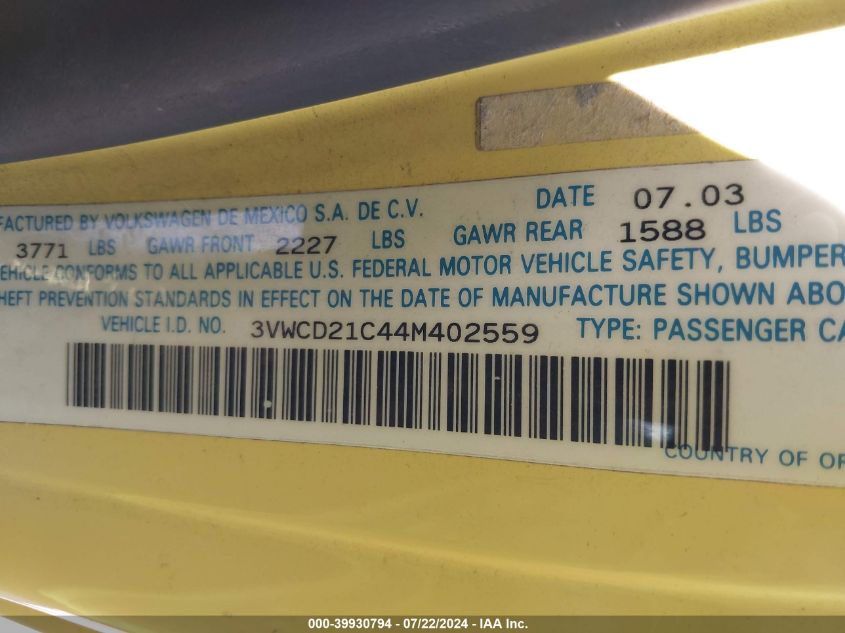 FACTURED BY VOLKSWAGEN DE MEXICO S.A. DE C.V. DATE 07.03
3771 LBS GAWR FRONT 2227 LBS GAWR REAR 1588 LBS
VEHICLE CONFORMS TO ALL APPLICABLE U.S. FEDERAL MOTOR VEHICLE SAFETY, BUMPER
HEFT PREVENTION STANDARDS IN EFFECT ON THE DATE OF MANUFACTURE SHOWN ABO
VEHICLE I.D. NO. 3VWCD21C44M402559 TYPE: PASSENGER CA
COUNTRY OF OR
000-39930794 - 07/22/2024 - IAA Inc.